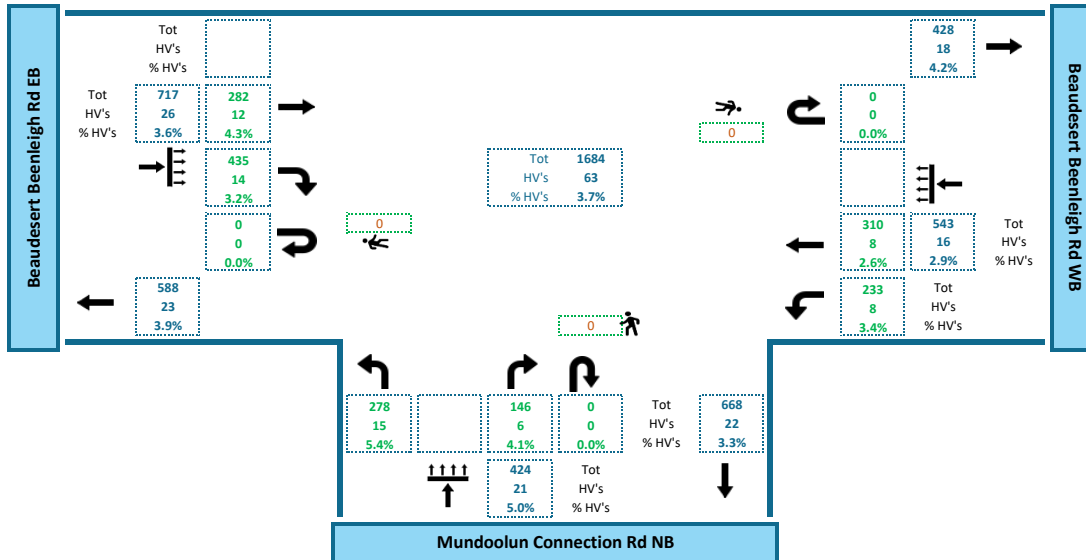 Beaudesert Beenleigh Rd EB
Tot
HV's
% HV's
Tot 717 282
HV's 26 12
% HV's 3.6% 4.3%
435
14
3.2%
0
0
0.0%
0
588
23
3.9%
Tot 1684
HV's 63
% HV's 3.7%
0
428
18
4.2%
0
0
0.0%
310 543 Tot
8 16 HV's
2.6% 2.9% % HV's
233 Tot
8 HV's
3.4% % HV's
Beaudesert Beenleigh Rd WB
0
278 146 0 Tot 668
15 6 0 HV's 22
5.4% 4.1% 0.0% % HV's 3.3%
424 Tot
21 HV's
5.0% % HV's
Mundoolun Connection Rd NB